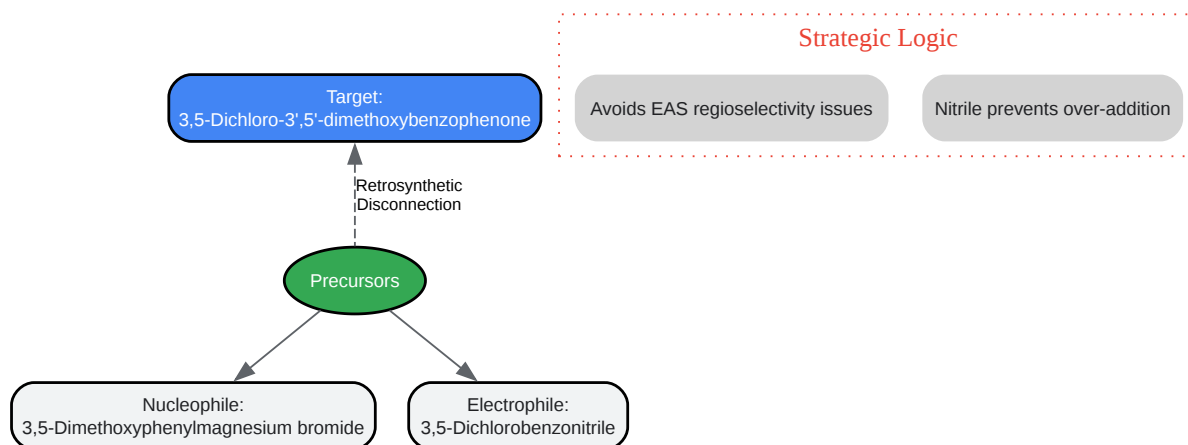 Strategic Logic
Target:
3,5-Dichloro-3',5'-dimethoxybenzophenone
Avoids EAS regioselectivity issues
Nitrile prevents over-addition
Retrosynthetic
Disconnection
Precursors
Nucleophile:
3,5-Dimethoxyphenylmagnesium bromide
Electrophile:
3,5-Dichlorobenzonitrile